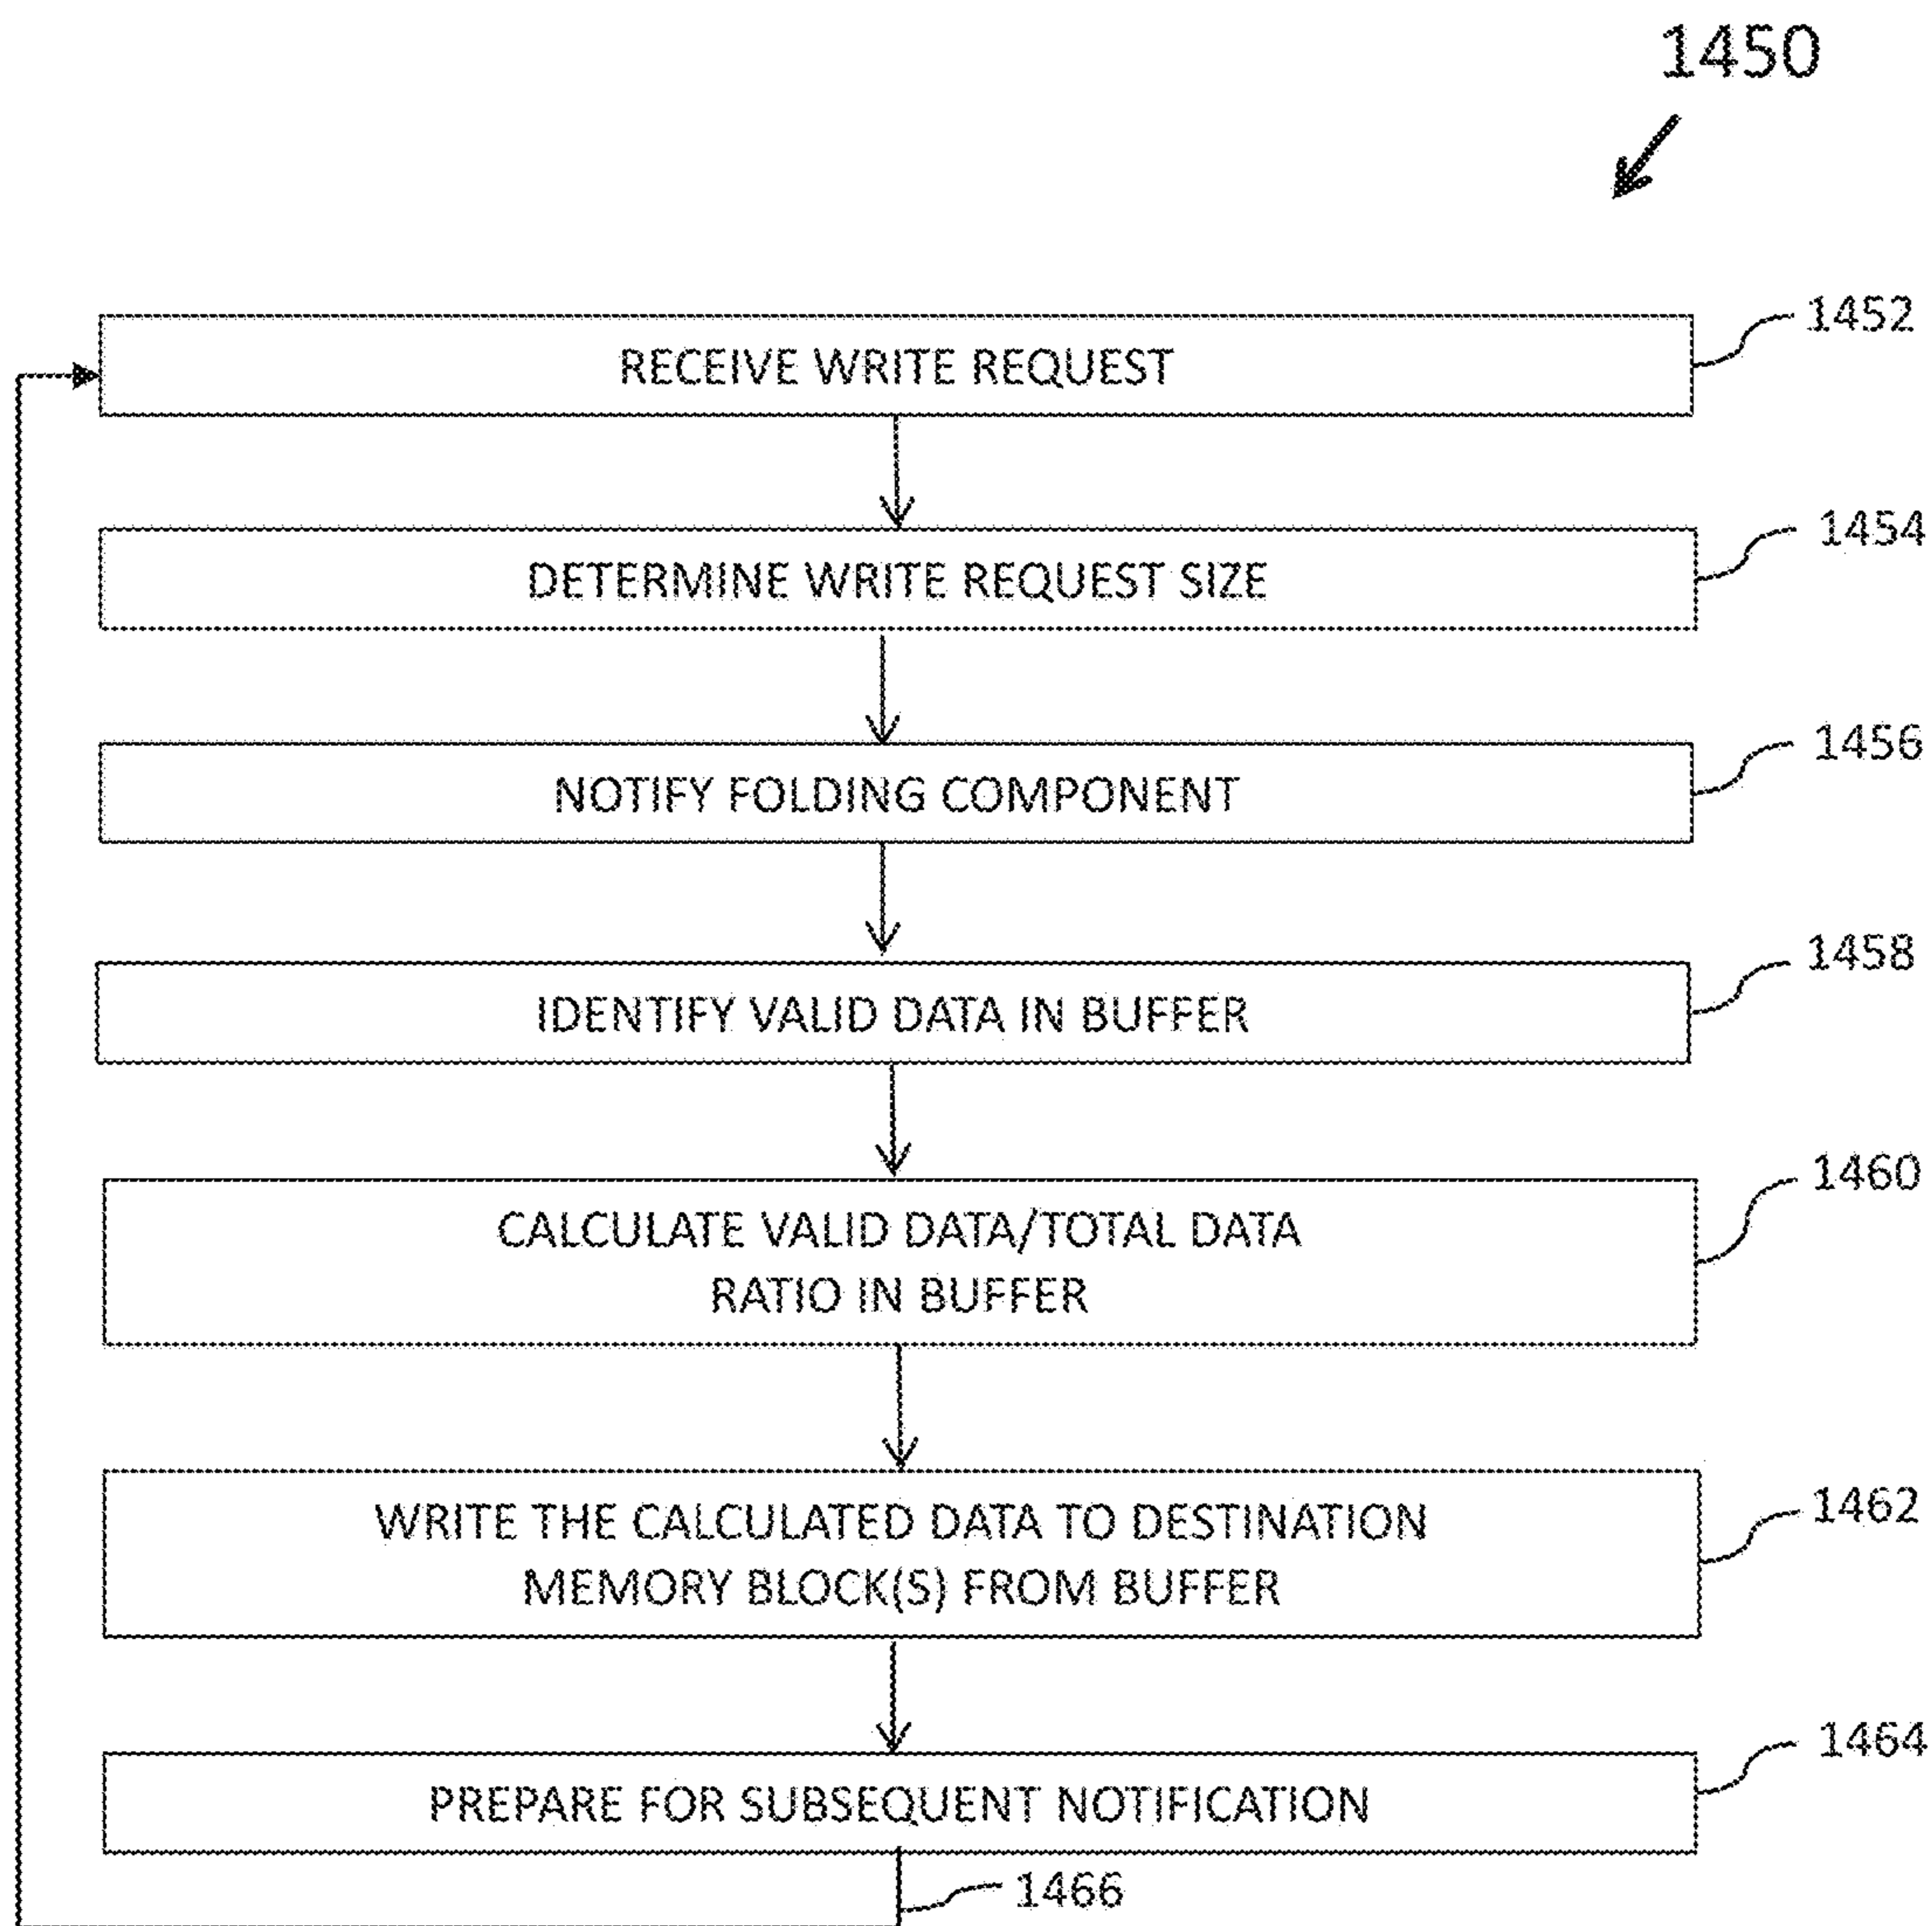 1450
RECEIVE WRITE REQUEST
1452
DETERMINE WRITE REQUEST SIZE
1454
NOTIFY FOLDING COMPONENT
1456
IDENTIFY VALID DATA IN BUFFER
1458
CALCULATE VALID DATA/TOTAL DATA
RATIO IN BUFFER
1460
WRITE THE CALCULATED DATA TO DESTINATION
MEMORY BLOCK(S) FROM BUFFER
1462
PREPARE FOR SUBSEQUENT NOTIFICATION
1464
1466